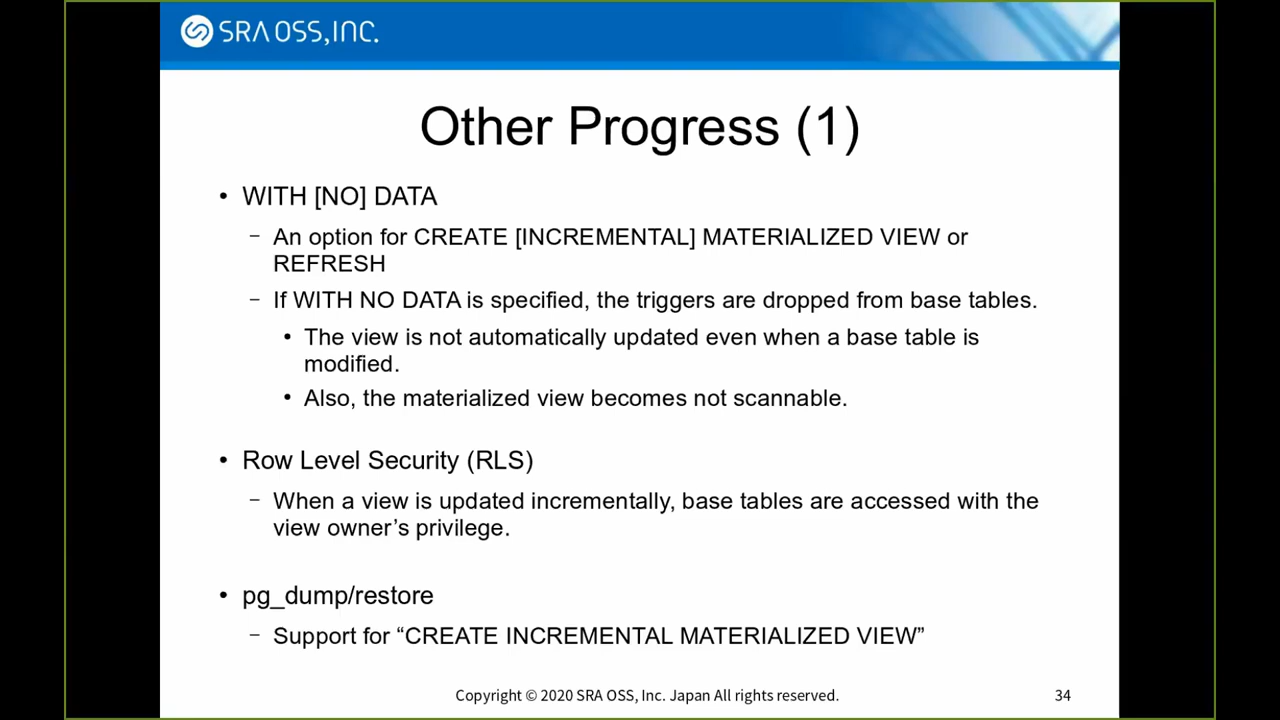 SRA OSS, INC.
Other Progress (1)
• WITH [NO] DATA
– An option for CREATE [INCREMENTAL] MATERIALIZED VIEW or
REFRESH
– If WITH NO DATA is specified, the triggers are dropped from base tables.
• The view is not automatically updated even when a base table is
modified.
• Also, the materialized view becomes not scannable.
• Row Level Security (RLS)
– When a view is updated incrementally, base tables are accessed with the
view owner’s privilege.
• pg_dump/restore
– Support for “CREATE INCREMENTAL MATERIALIZED VIEW”
Copyright © 2020 SRA OSS, Inc. Japan All rights reserved.
34